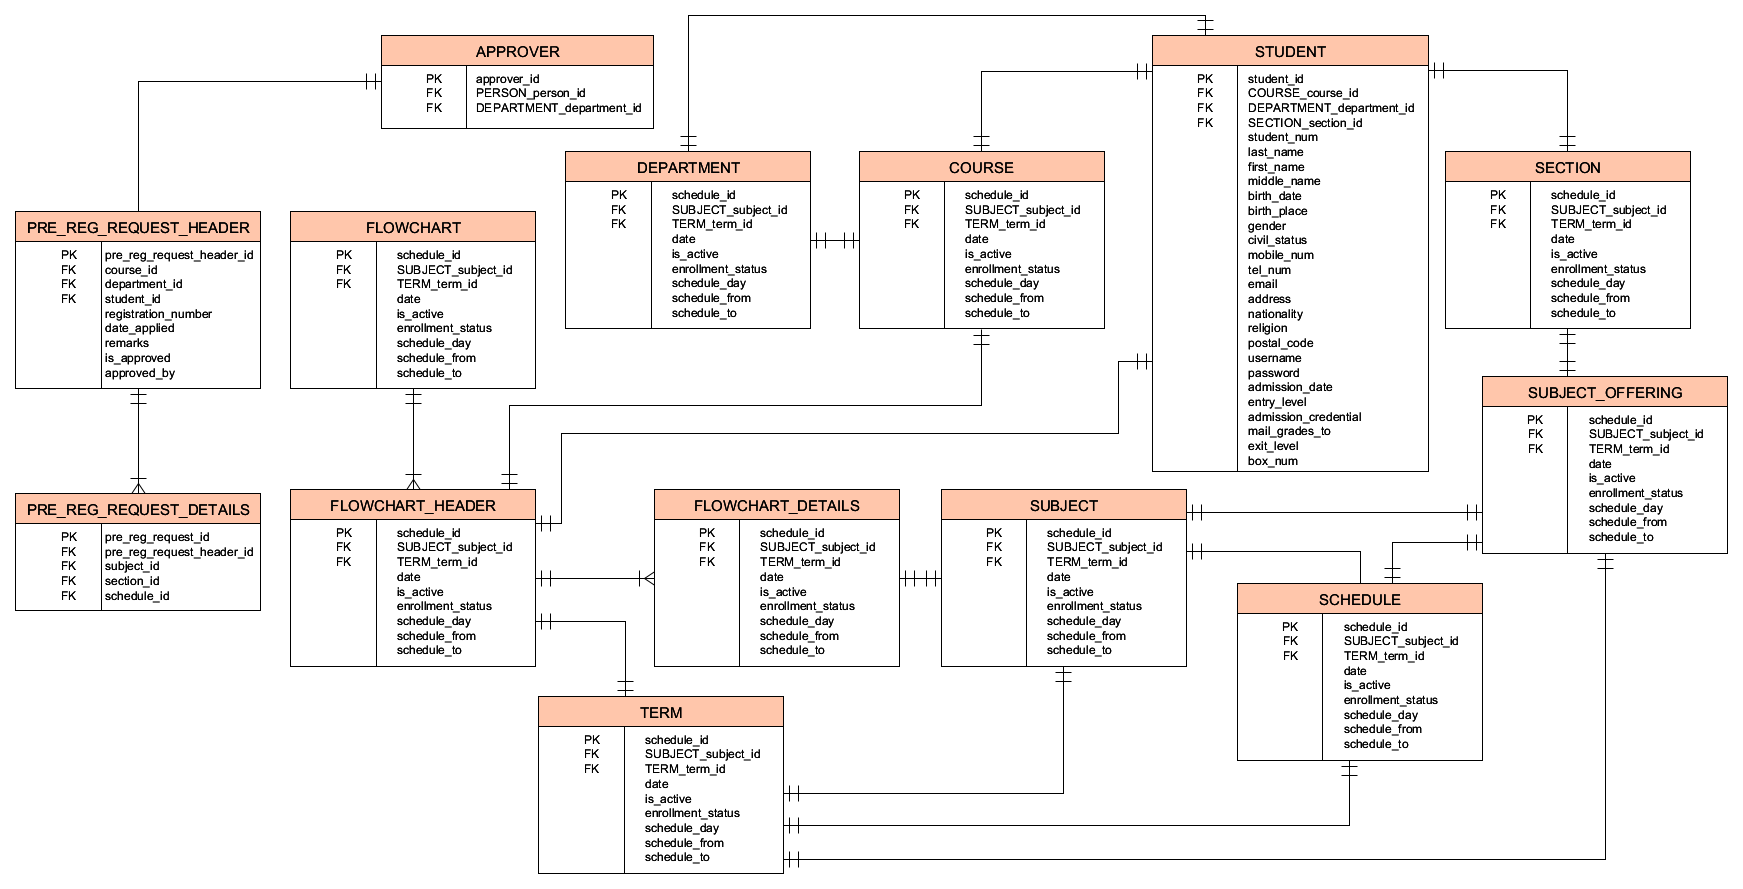 APPROVER
PK approver_id
FK PERSON_person_id
FK DEPARTMENT_department_id
STUDENT
PK student_id
FK COURSE_course_id
FK DEPARTMENT_department_id
FK SECTION_section_id
student_num
last_name
first_name
middle_name
birth_date
birth_place
gender
civil_status
mobile_num
tel_num
email
address
nationality
religion
postal_code
username
password
admission_date
entry_level
admission_credential
mail_grades_to
exit_level
box_num
DEPARTMENT
PK schedule_id
FK SUBJECT_subject_id
FK TERM_term_id
date
is_active
enrollment_status
schedule_day
schedule_from
schedule_to
COURSE
PK schedule_id
FK SUBJECT_subject_id
FK TERM_term_id
date
is_active
enrollment_status
schedule_day
schedule_from
schedule_to
SECTION
PK schedule_id
FK SUBJECT_subject_id
FK TERM_term_id
date
is_active
enrollment_status
schedule_day
schedule_from
schedule_to
PRE_REG_REQUEST_HEADER
PK pre_reg_request_header_id
FK course_id
FK department_id
FK student_id
registration_number
date_applied
remarks
is_approved
approved_by
FLOWCHART
PK schedule_id
FK SUBJECT_subject_id
FK TERM_term_id
date
is_active
enrollment_status
schedule_day
schedule_from
schedule_to
SUBJECT_OFFERING
PK schedule_id
FK SUBJECT_subject_id
FK TERM_term_id
date
is_active
enrollment_status
schedule_day
schedule_from
schedule_to
PRE_REG_REQUEST_DETAILS
PK pre_reg_request_id
FK pre_reg_request_header_id
FK subject_id
FK section_id
FK schedule_id
FLOWCHART_HEADER
PK schedule_id
FK SUBJECT_subject_id
FK TERM_term_id
date
is_active
enrollment_status
schedule_day
schedule_from
schedule_to
FLOWCHART_DETAILS
PK schedule_id
FK SUBJECT_subject_id
FK TERM_term_id
date
is_active
enrollment_status
schedule_day
schedule_from
schedule_to
SUBJECT
PK schedule_id
FK SUBJECT_subject_id
FK TERM_term_id
date
is_active
enrollment_status
schedule_day
schedule_from
schedule_to
SCHEDULE
PK schedule_id
FK SUBJECT_subject_id
FK TERM_term_id
date
is_active
enrollment_status
schedule_day
schedule_from
schedule_to
TERM
PK schedule_id
FK SUBJECT_subject_id
FK TERM_term_id
date
is_active
enrollment_status
schedule_day
schedule_from
schedule_to